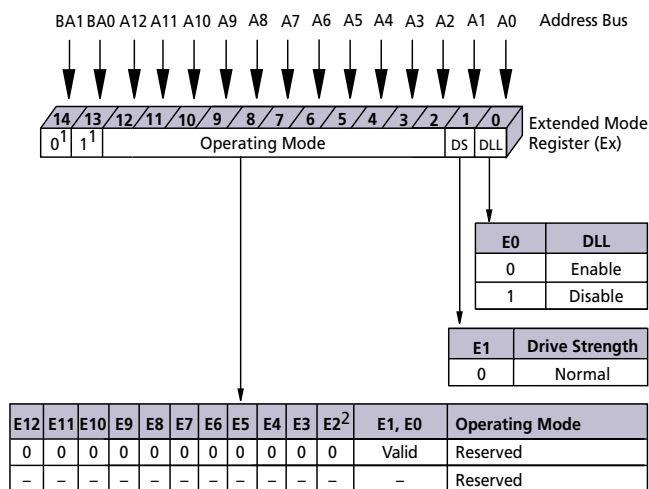 BA1 BA0 A12 A11 A10 A9 A8 A7 A6 A5 A4 A3 A2 A1 A0 Address Bus
14 13 12 11 10 9 8 7 6 5 4 3 2 1 0
Extended Mode
Register (Ex)
0¹ 1¹ Operating Mode DS DLL
E0 DLL
0 Enable
1 Disable
E1 Drive Strength
0 Normal
E12 E11 E10 E9 E8 E7 E6 E5 E4 E3 E2² E1, E0 Operating Mode
0 0 0 0 0 0 0 0 0 0 0 Valid Reserved
– – – – – – – – – – – – Reserved